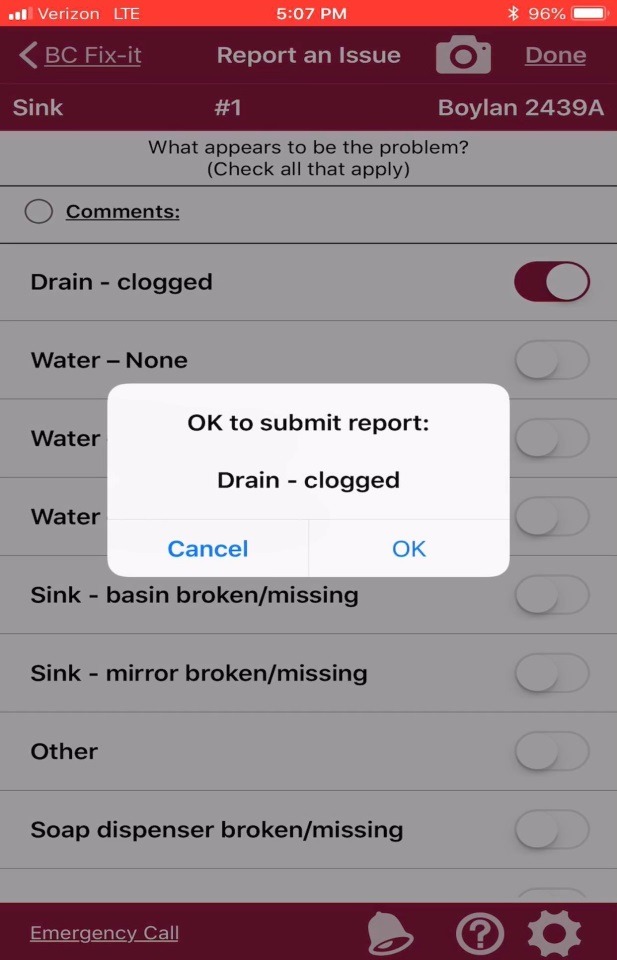 Verizon LTE 5:07 PM 96%
BC Fix-it Report an Issue Done
Sink #1 Boylan 2439A
What appears to be the problem?
(Check all that apply)
Comments:
Drain - clogged
Water – None
Water
Water
OK to submit report:
Drain - clogged
Cancel OK
Sink - basin broken/missing
Sink - mirror broken/missing
Other
Soap dispenser broken/missing
Emergency Call ?